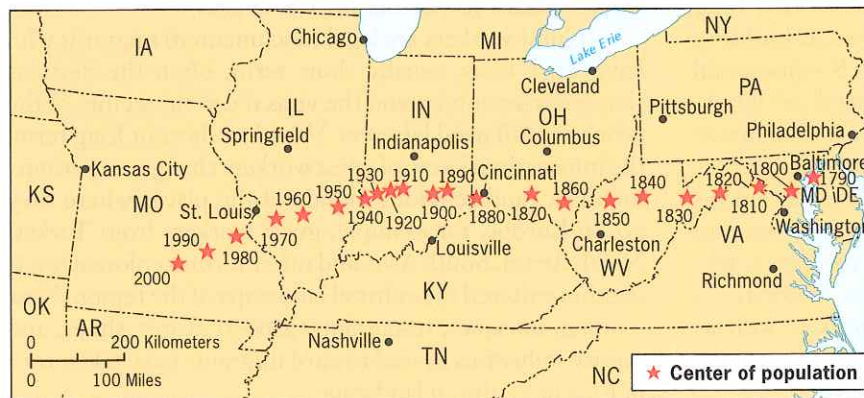 IA
Chicago
MI
Lake Erie
NY
Cleveland
PA
IL
IN
OH
Pittsburgh
Philadelphia
Springfield
Indianapolis
Columbus
Kansas City
KS
MO
St. Louis
Cincinnati
Baltimore
MD
DE
Washington
VA
Louisville
Charleston
WV
Richmond
KY
OK
AR
Nashville
TN
NC
1790
1800
1810
1820
1830
1840
1850
1860
1870
1880
1890
1900
1910
1920
1930
1940
1950
1960
1970
1980
1990
2000
0 200 Kilometers
0 100 Miles
Center of population